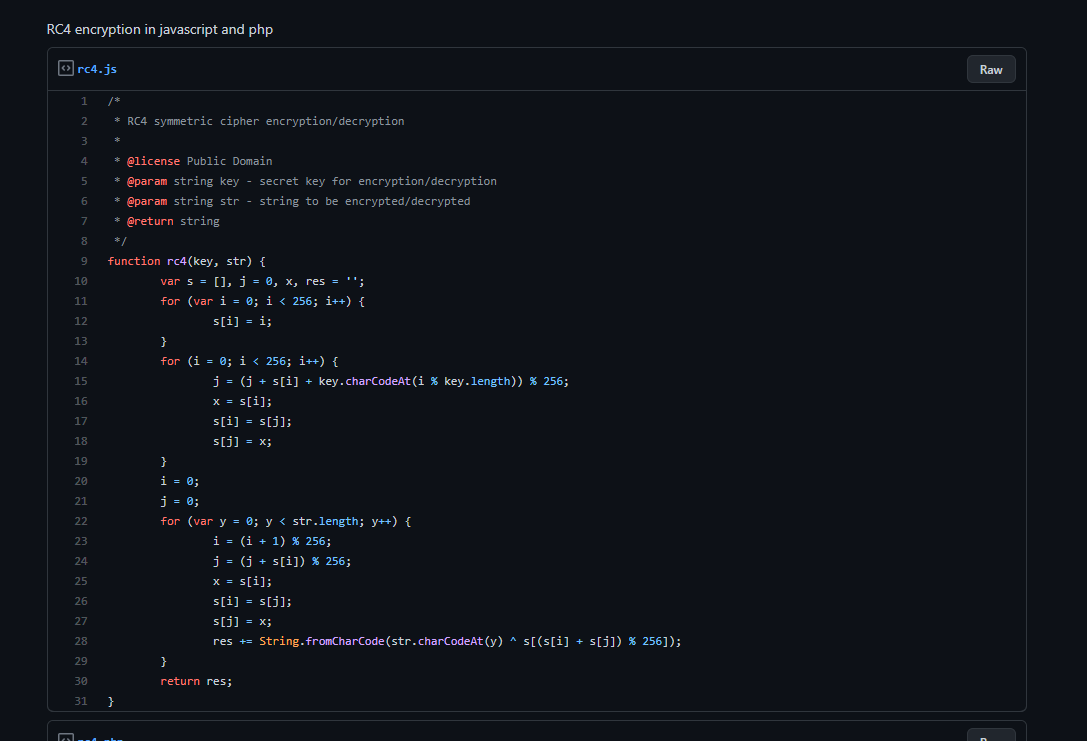 RC4 encryption in javascript and php
rc4.js
Raw
1 /*
2 * RC4 symmetric cipher encryption/decryption
3 *
4 * @license Public Domain
5 * @param string key - secret key for encryption/decryption
6 * @param string str - string to be encrypted/decrypted
7 * @return string
8 */
9 function rc4(key, str) {
10 var s = [], j = 0, x, res = '';
11 for (var i = 0; i < 256; i++) {
12 s[i] = i;
13 }
14 for (i = 0; i < 256; i++) {
15 j = (j + s[i] + key.charCodeAt(i % key.length)) % 256;
16 x = s[i];
17 s[i] = s[j];
18 s[j] = x;
19 }
20 i = 0;
21 j = 0;
22 for (var y = 0; y < str.length; y++) {
23 i = (i + 1) % 256;
24 j = (j + s[i]) % 256;
25 x = s[i];
26 s[i] = s[j];
27 s[j] = x;
28 res += String.fromCharCode(str.charCodeAt(y) ^ s[(s[i] + s[j]) % 256]);
29 }
30 return res;
31 }